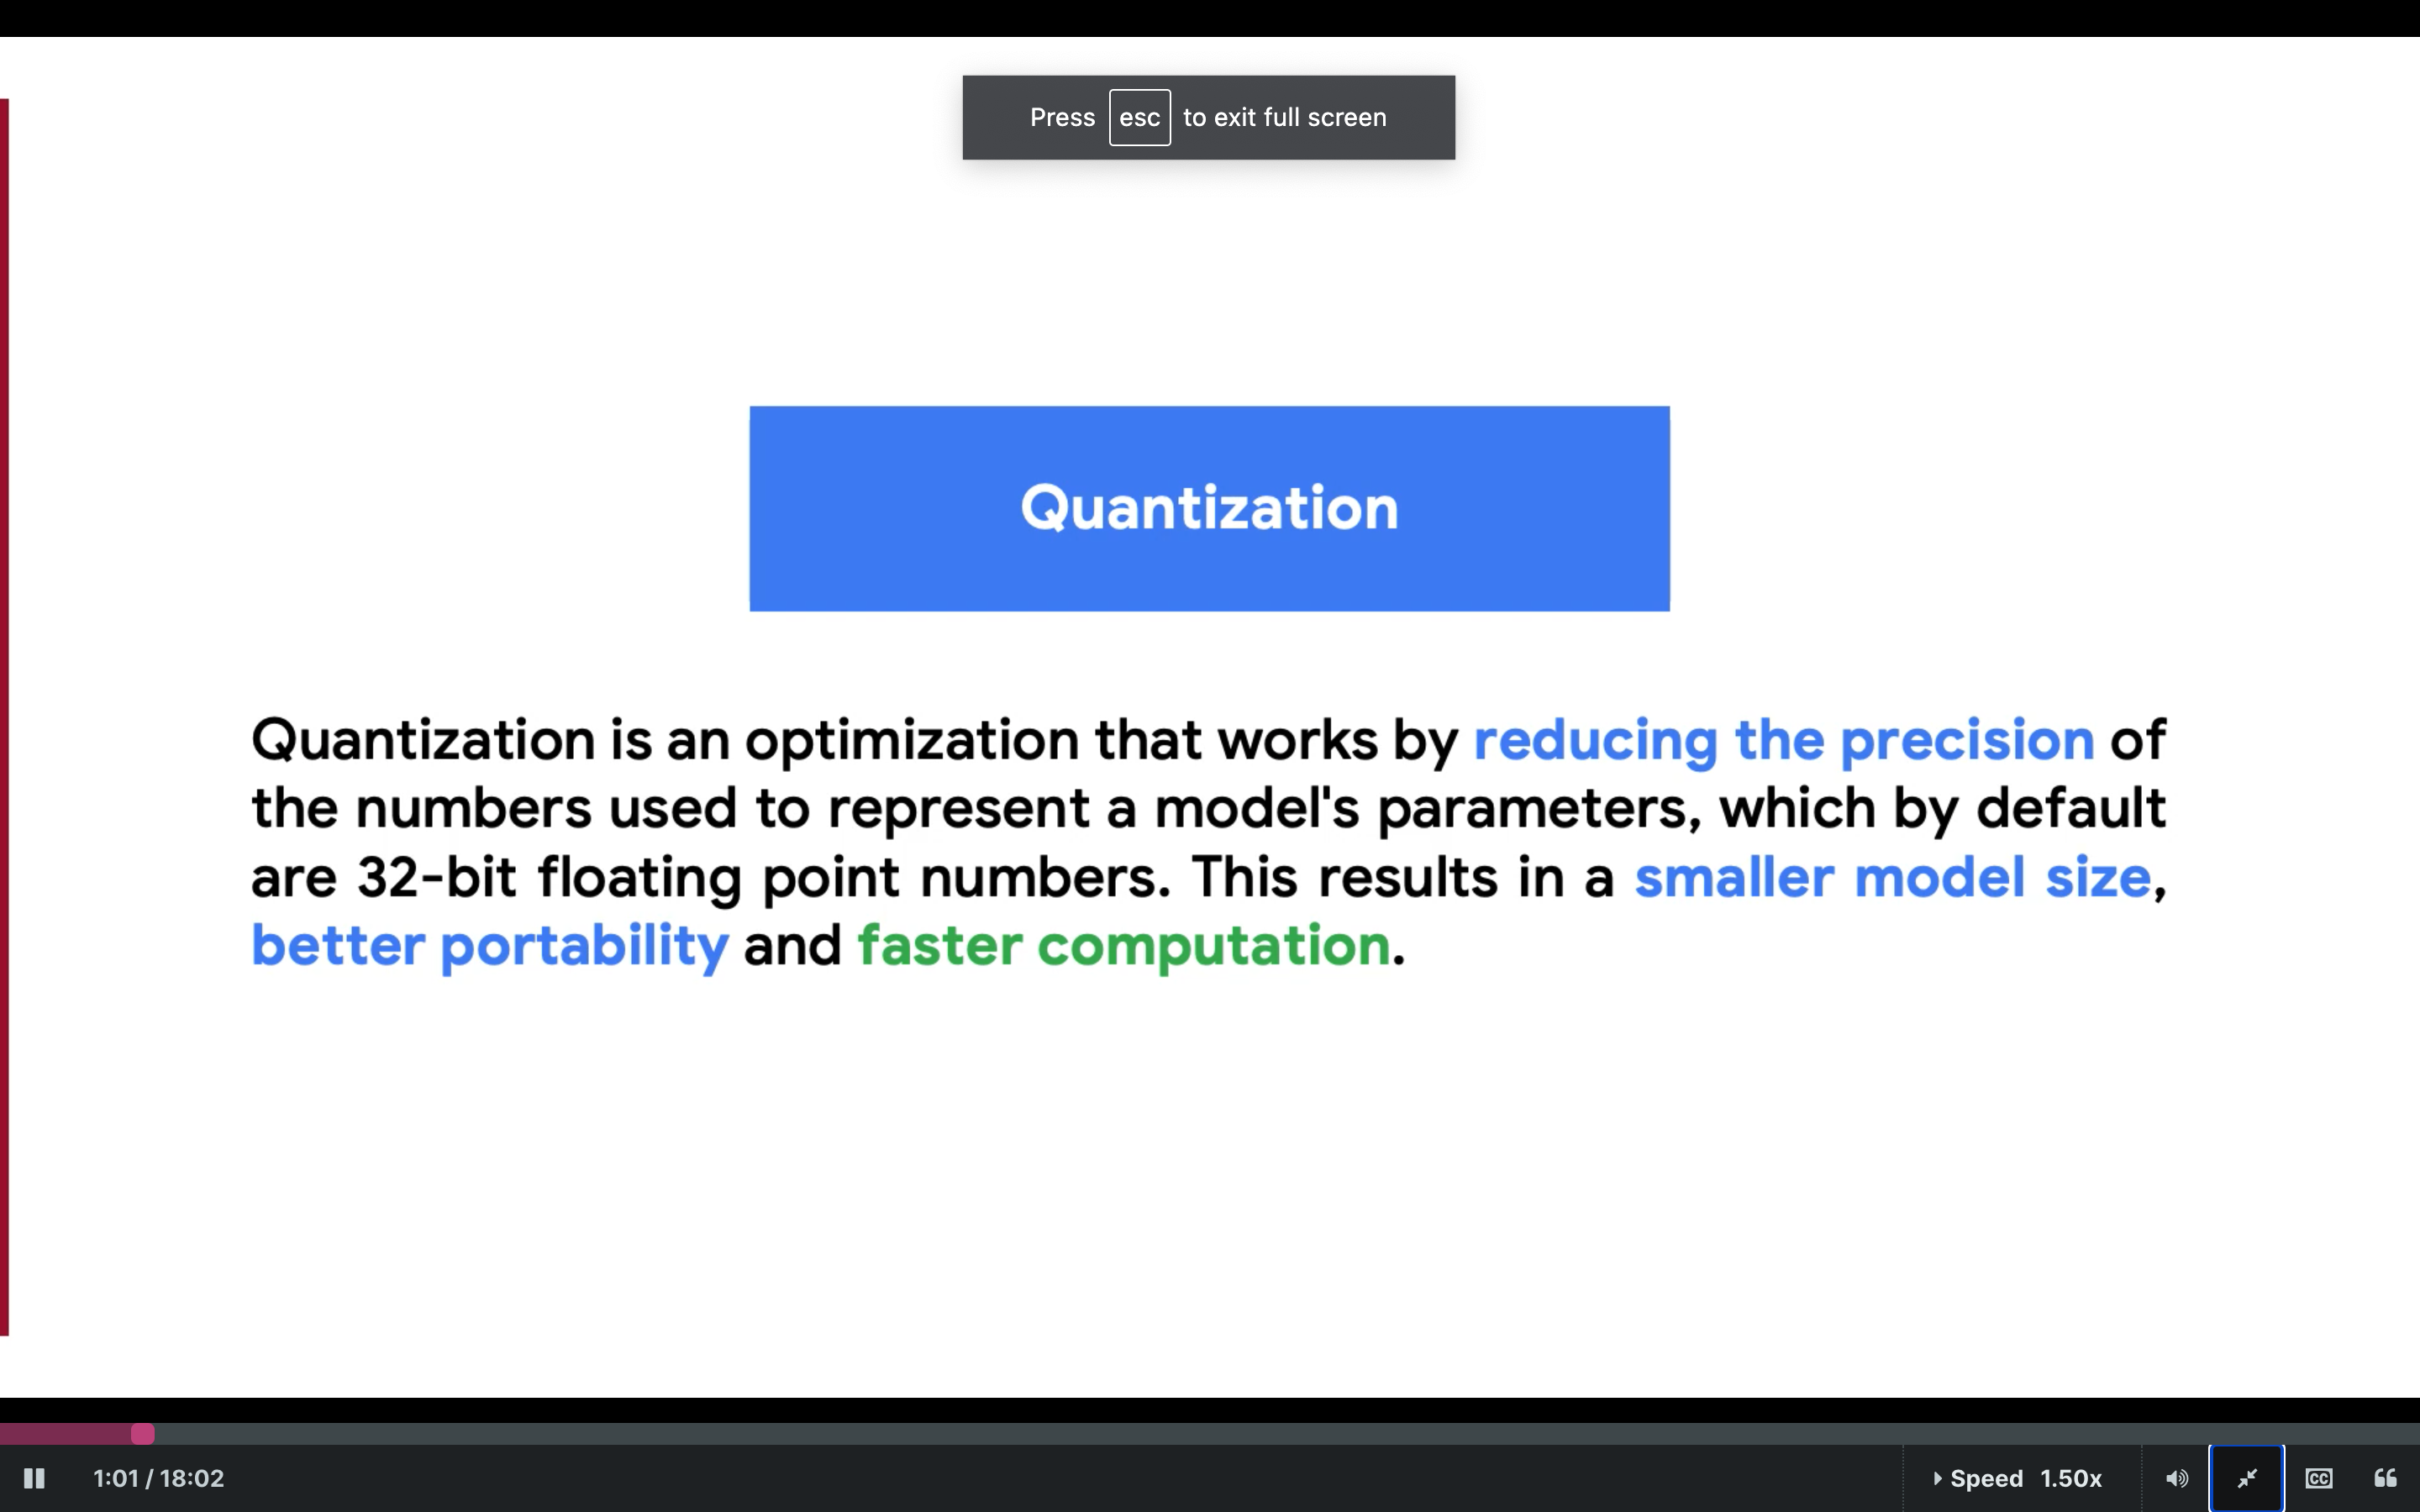 Press esc to exit full screen
Quantization
Quantization is an optimization that works by reducing the precision of
the numbers used to represent a model's parameters, which by default
are 32-bit floating point numbers. This results in a smaller model size,
better portability and faster computation.
1:01 / 18:02
Speed 1.50x
CC